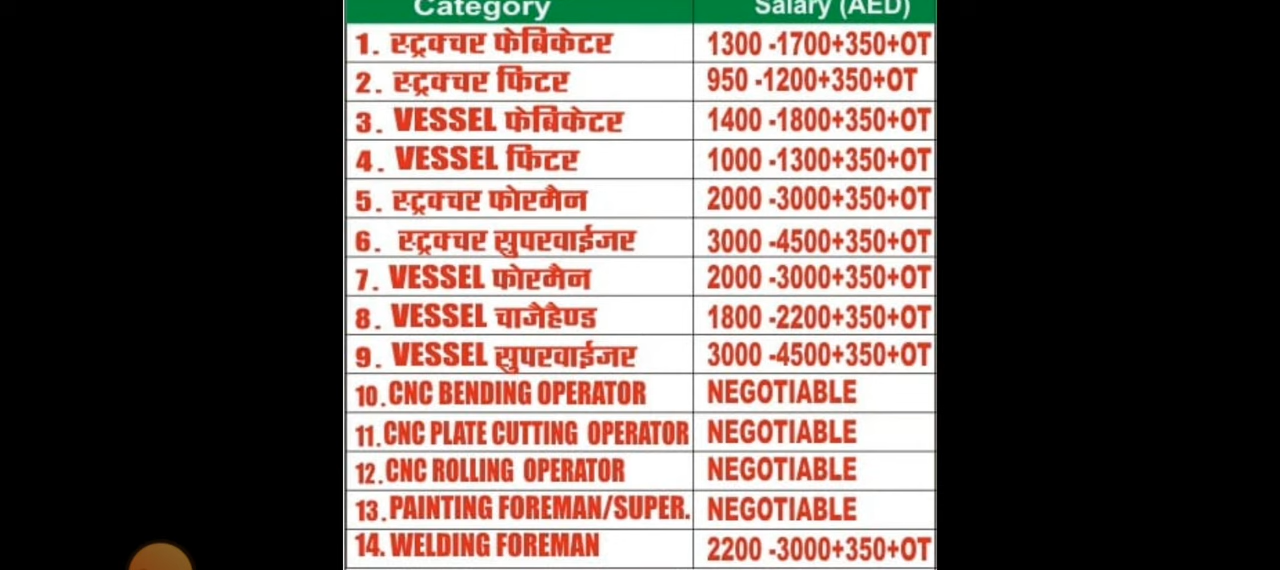 Category Salary (AED)
1. स्ट्रक्चर फेबिकेटर 1300 -1700+350+OT
2. स्ट्रक्चर फिटर 950 -1200+350+OT
3. VESSEL फेबिकेटर 1400 -1800+350+OT
4. VESSEL फिटर 1000 -1300+350+OT
5. स्ट्रक्चर फोरमैन 2000 -3000+350+OT
6. स्ट्रक्चर सुपरवाईजर 3000 -4500+350+OT
7. VESSEL फोरमैन 2000 -3000+350+OT
8. VESSEL चार्जहैण्ड 1800 -2200+350+OT
9. VESSEL सुपरवाईजर 3000 -4500+350+OT
10. CNC BENDING OPERATOR NEGOTIABLE
11. CNC PLATE CUTTING OPERATOR NEGOTIABLE
12. CNC ROLLING OPERATOR NEGOTIABLE
13. PAINTING FOREMAN/SUPER. NEGOTIABLE
14. WELDING FOREMAN 2200 -3000+350+OT